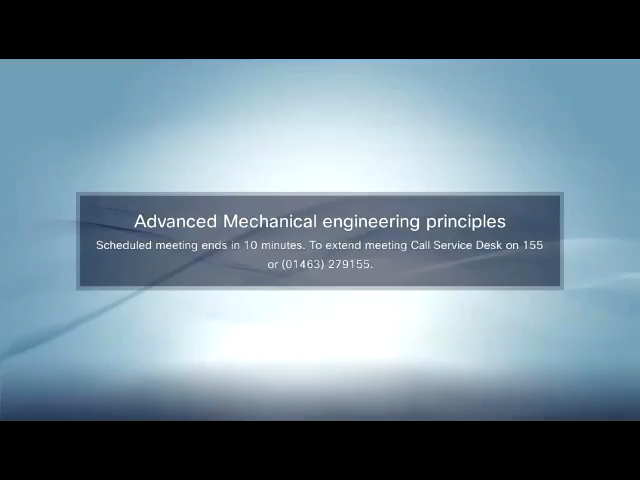 Advanced Mechanical engineering principles
Scheduled meeting ends in 10 minutes. To extend meeting Call Service Desk on 155
or (01463) 279155.